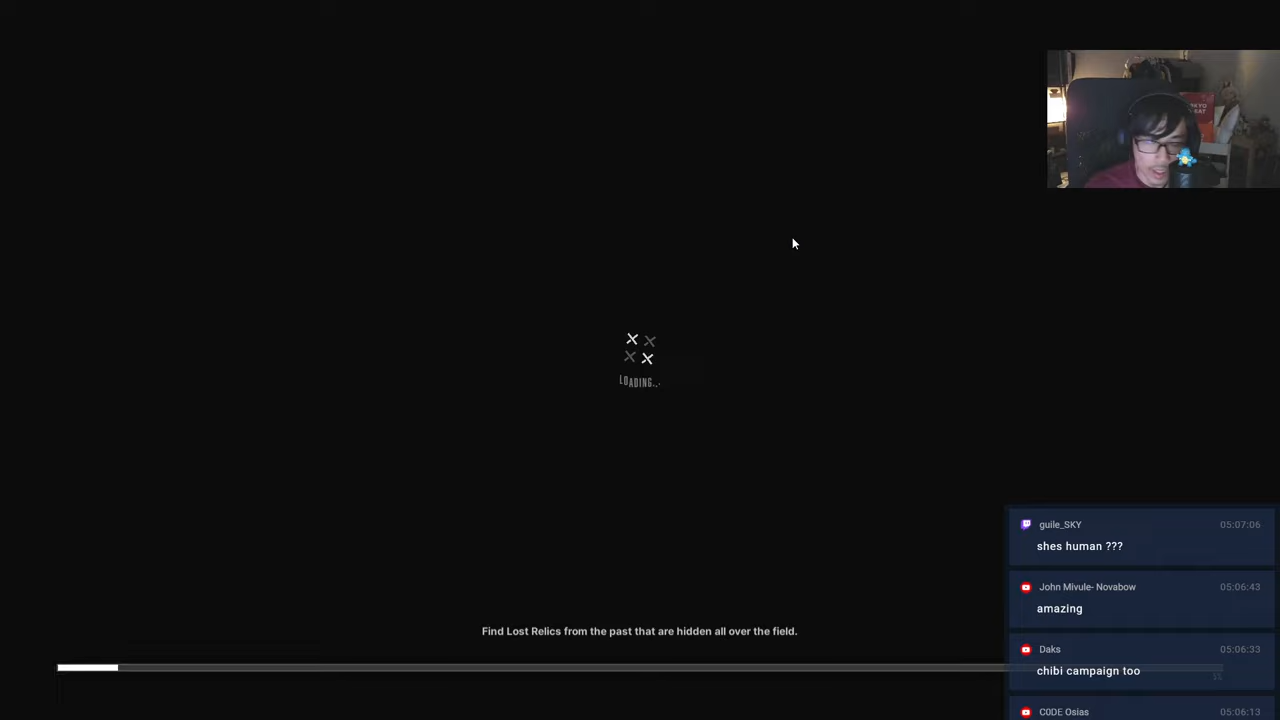 LOADING...
Find Lost Relics from the past that are hidden all over the field.
guile_SKY 05:07:06
shes human ???
John Mivule- Novabow 05:06:43
amazing
Daks 05:06:33
chibi campaign too
C0DE Osias 05:06:13